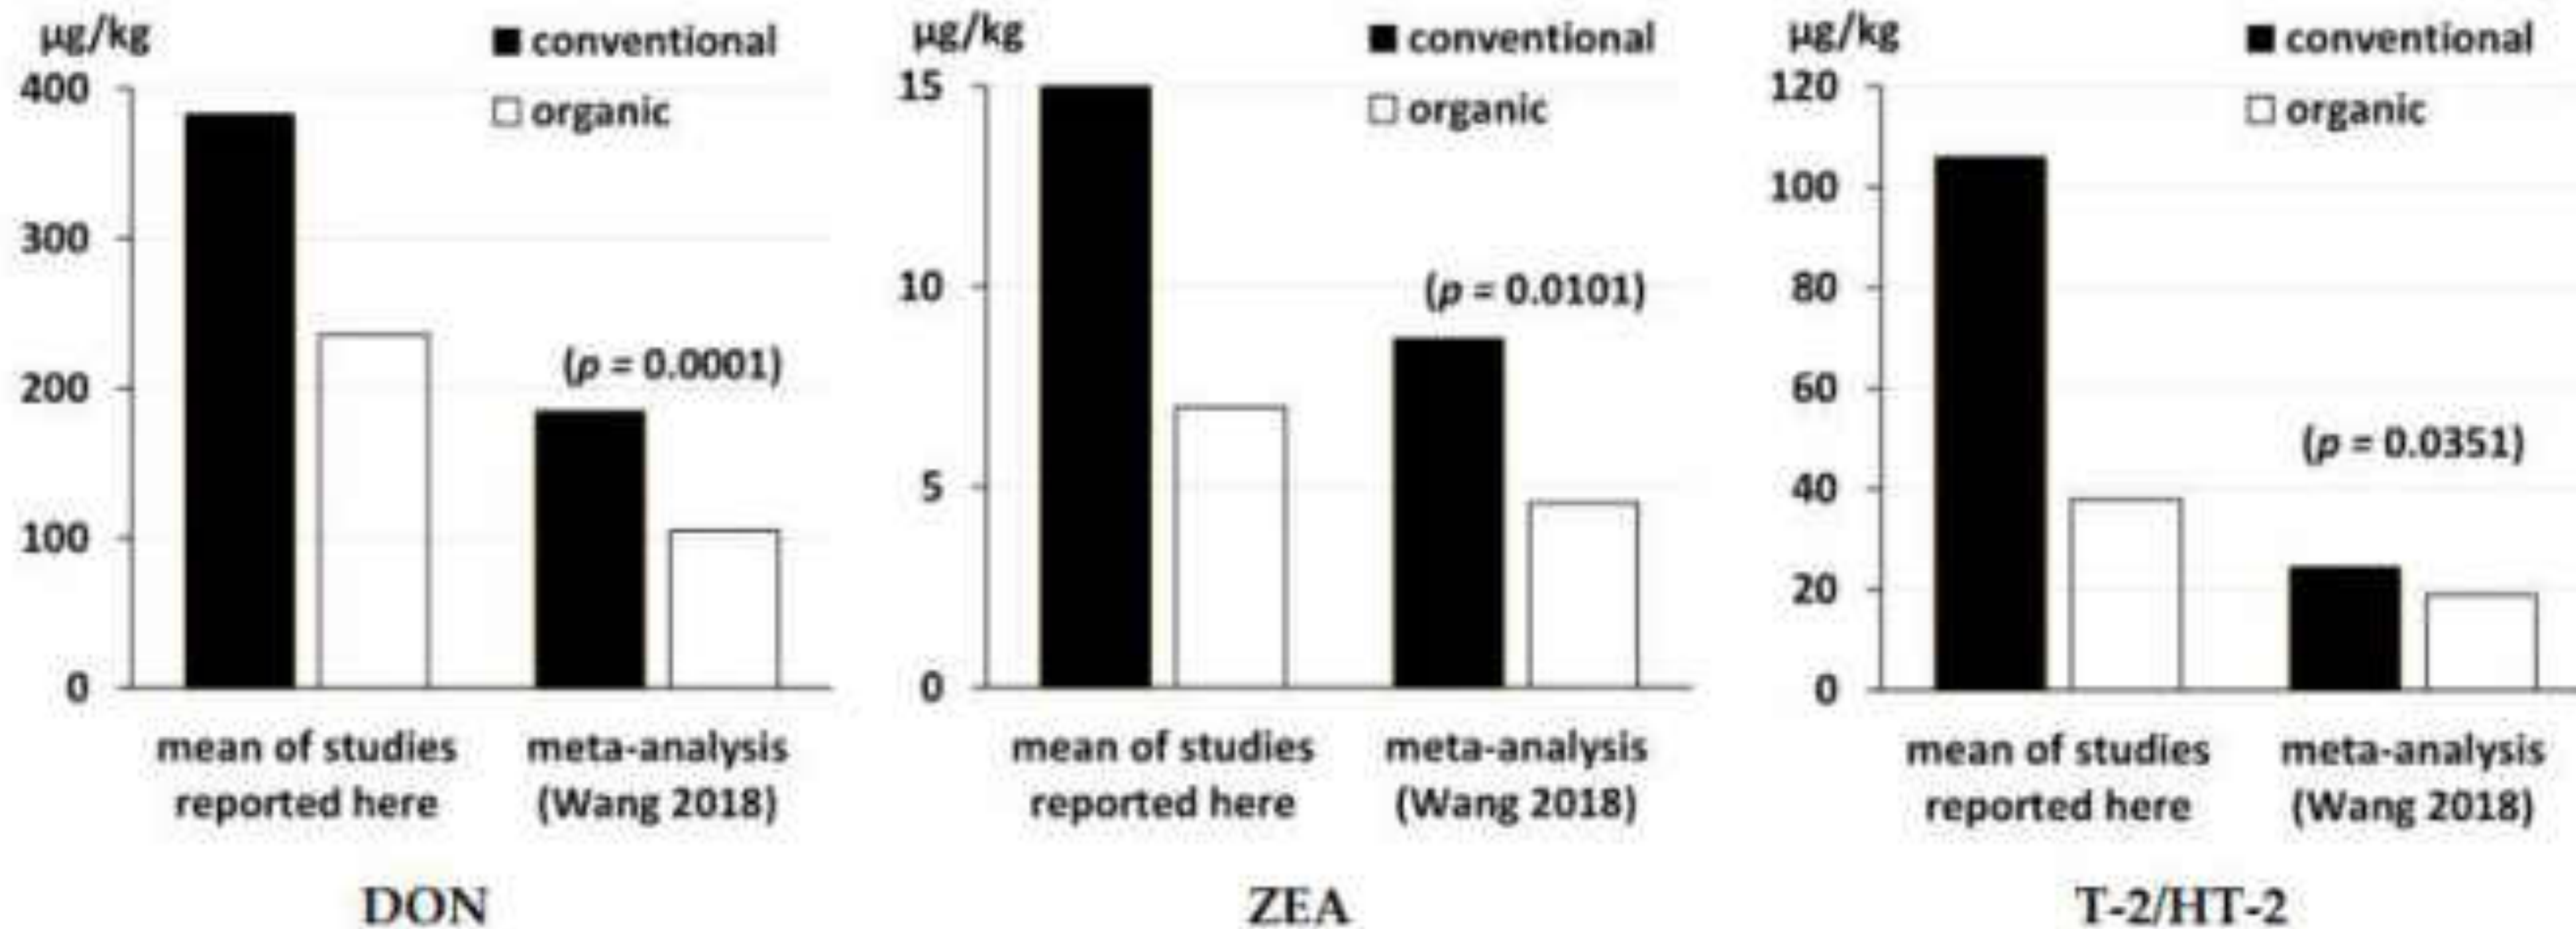 µg/kg
■ conventional
□ organic
400
300
200
100
0
(p = 0.0001)
mean of studies
reported here
meta-analysis
(Wang 2018)
DON
µg/kg
■ conventional
□ organic
15
10
5
0
(p = 0.0101)
mean of studies
reported here
meta-analysis
(Wang 2018)
ZEA
µg/kg
■ conventional
□ organic
120
100
80
60
40
20
0
(p = 0.0351)
mean of studies
reported here
meta-analysis
(Wang 2018)
T-2/HT-2